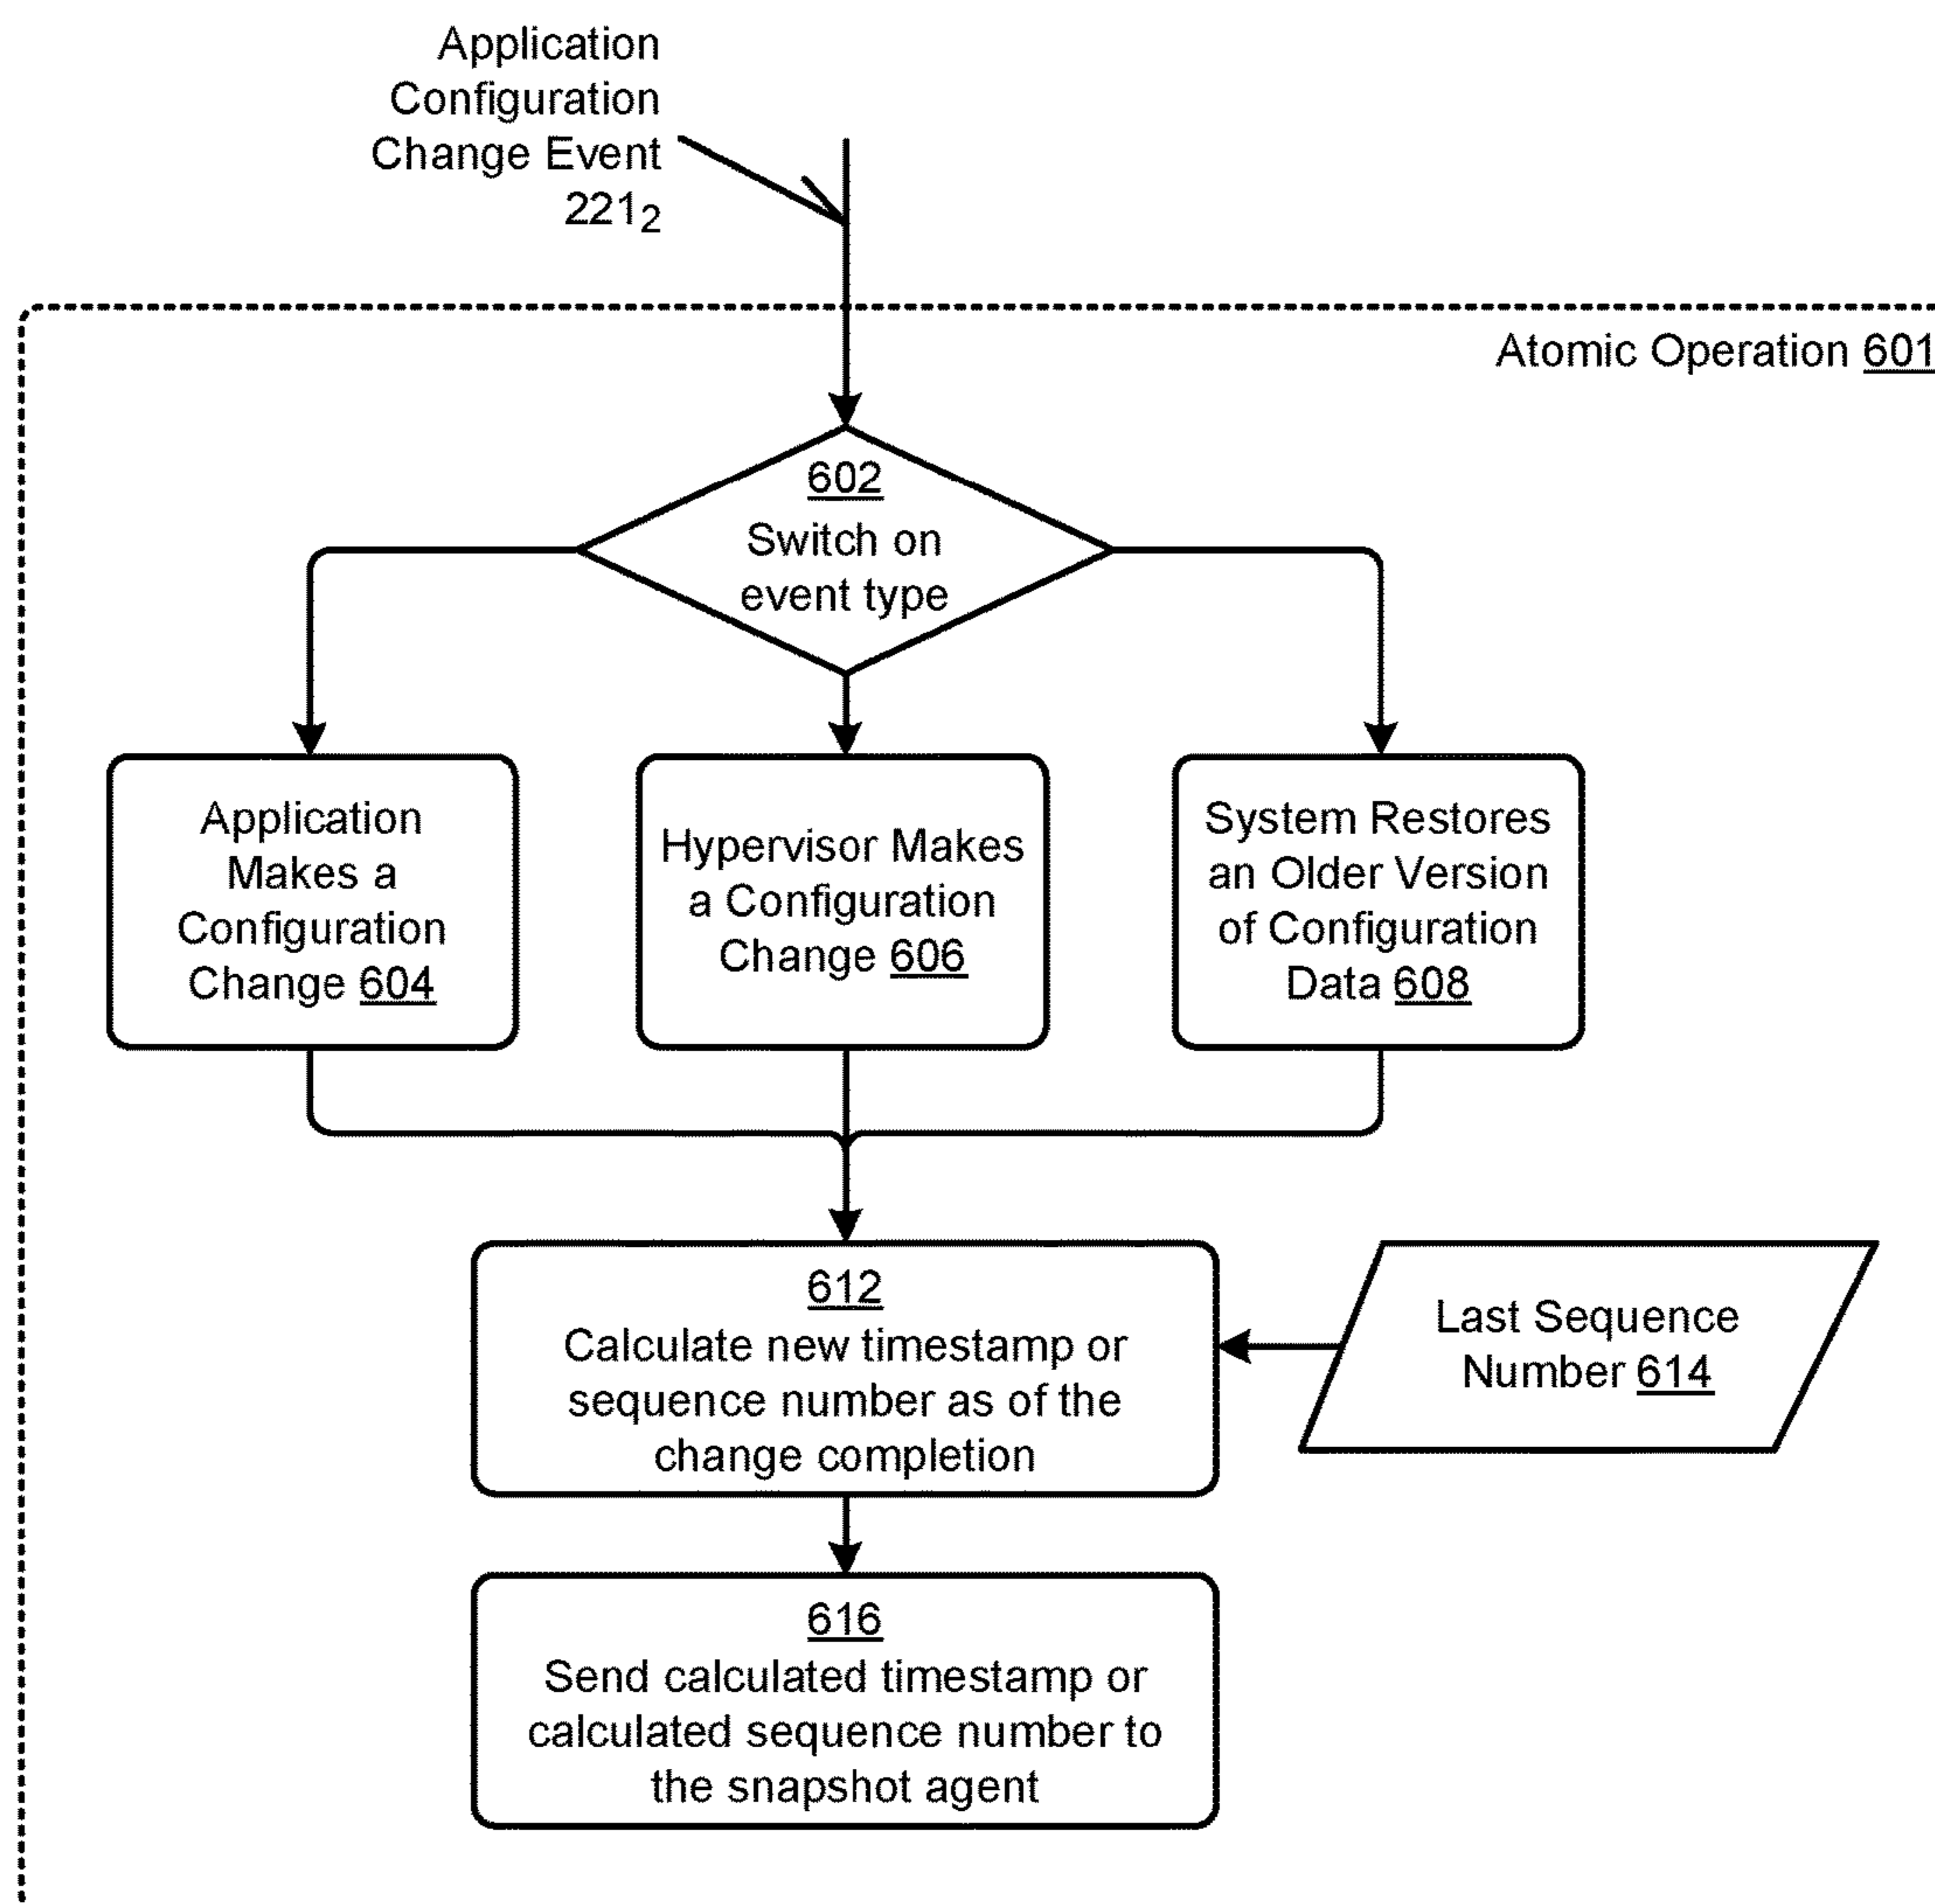 Application
Configuration
Change Event
221₂
Atomic Operation 601
602
Switch on
event type
Application
Makes a
Configuration
Change 604
Hypervisor Makes
a Configuration
Change 606
System Restores
an Older Version
of Configuration
Data 608
612
Calculate new timestamp or
sequence number as of the
change completion
Last Sequence
Number 614
616
Send calculated timestamp or
calculated sequence number to
the snapshot agent